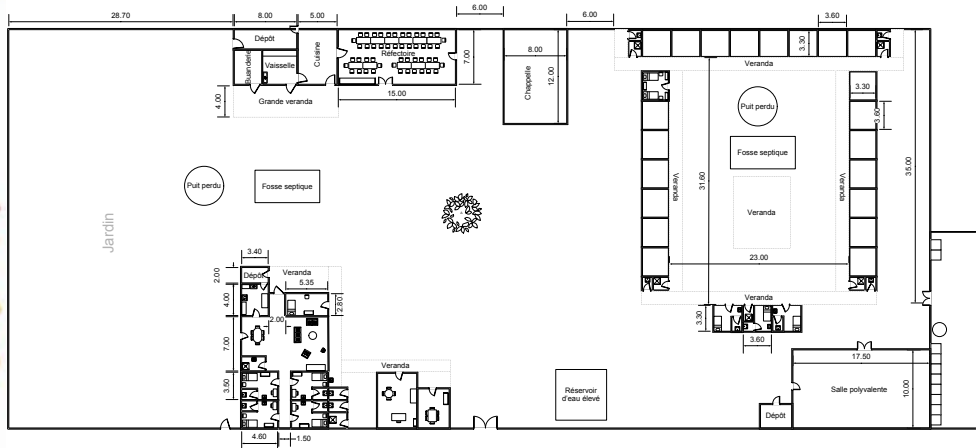 28.70
8.00
5.00
6.00
6.00
3.60
Dépôt
Cuisine
Réfectoire
7.00
8.00
3.30
Buanderie
Vaisselle
Chappelle
12.00
Veranda
4.00
Grande veranda
15.00
3.30
Puit perdu
3.60
Fosse septique
35.00
Puit perdu
Fosse septique
Veranda
31.60
Veranda
Veranda
Jardin
3.40
23.00
2.00
Dépôt
Veranda
5.35
4.00
2.80
Veranda
2.00
3.30
3.60
7.00
Veranda
17.50
3.50
Réservoir
d'eau élevé
Salle polyvalente
10.00
Dépôt
4.60
1.50